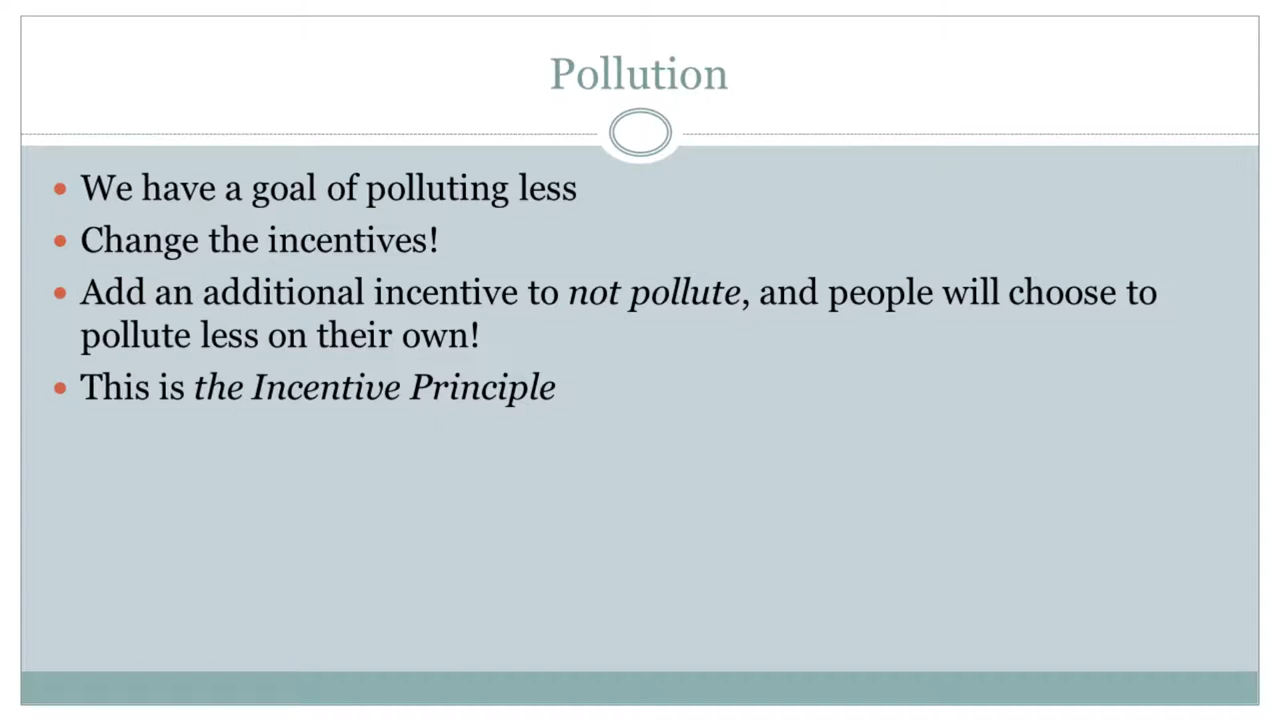 Pollution
• We have a goal of polluting less
• Change the incentives!
• Add an additional incentive to not pollute, and people will choose to
pollute less on their own!
• This is the Incentive Principle